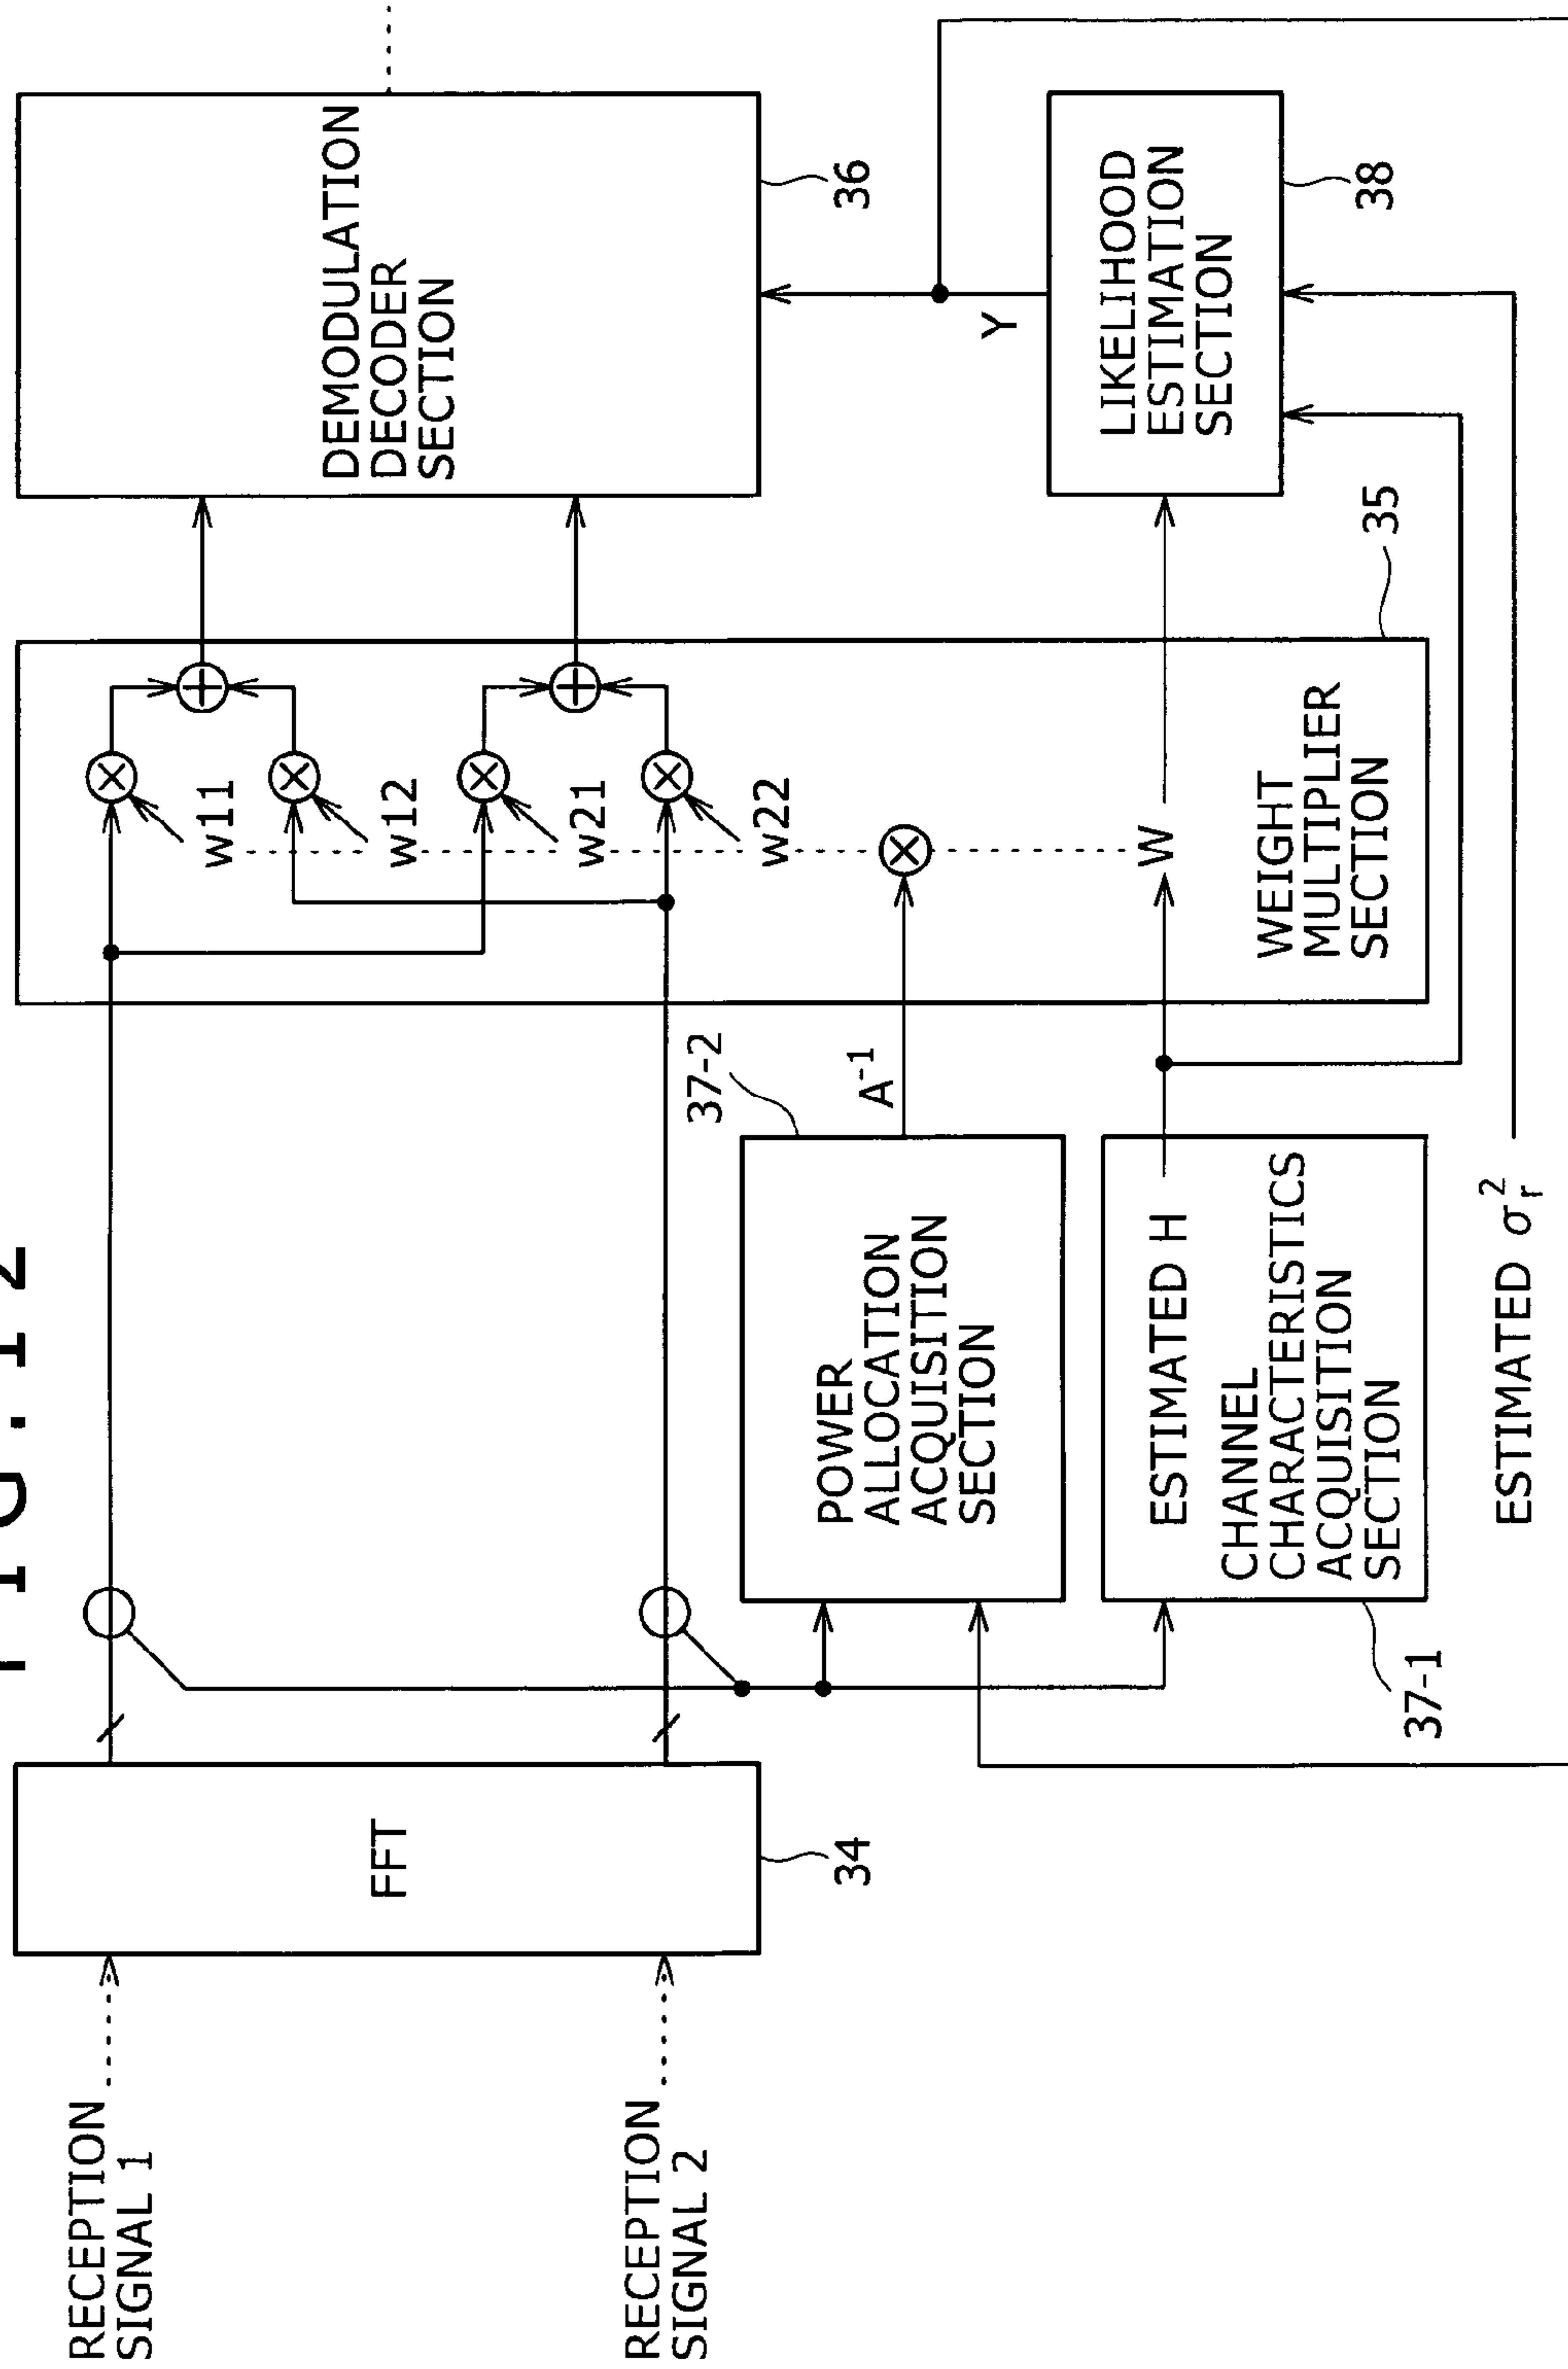 FIG. 12
RECEPTION
SIGNAL 1
RECEPTION
SIGNAL 2
FFT
34
POWER
ALLOCATION
ACQUISITION
SECTION
37-2
A⁻¹
ESTIMATED H
CHANNEL
CHARACTERISTICS
ACQUISITION
SECTION
37-1
ESTIMATED σᵣ²
w11
w12
w21
w22
W
WEIGHT
MULTIPLIER
SECTION
35
DEMODULATION
DECODER
SECTION
36
Y
LIKELIHOOD
ESTIMATION
SECTION
38